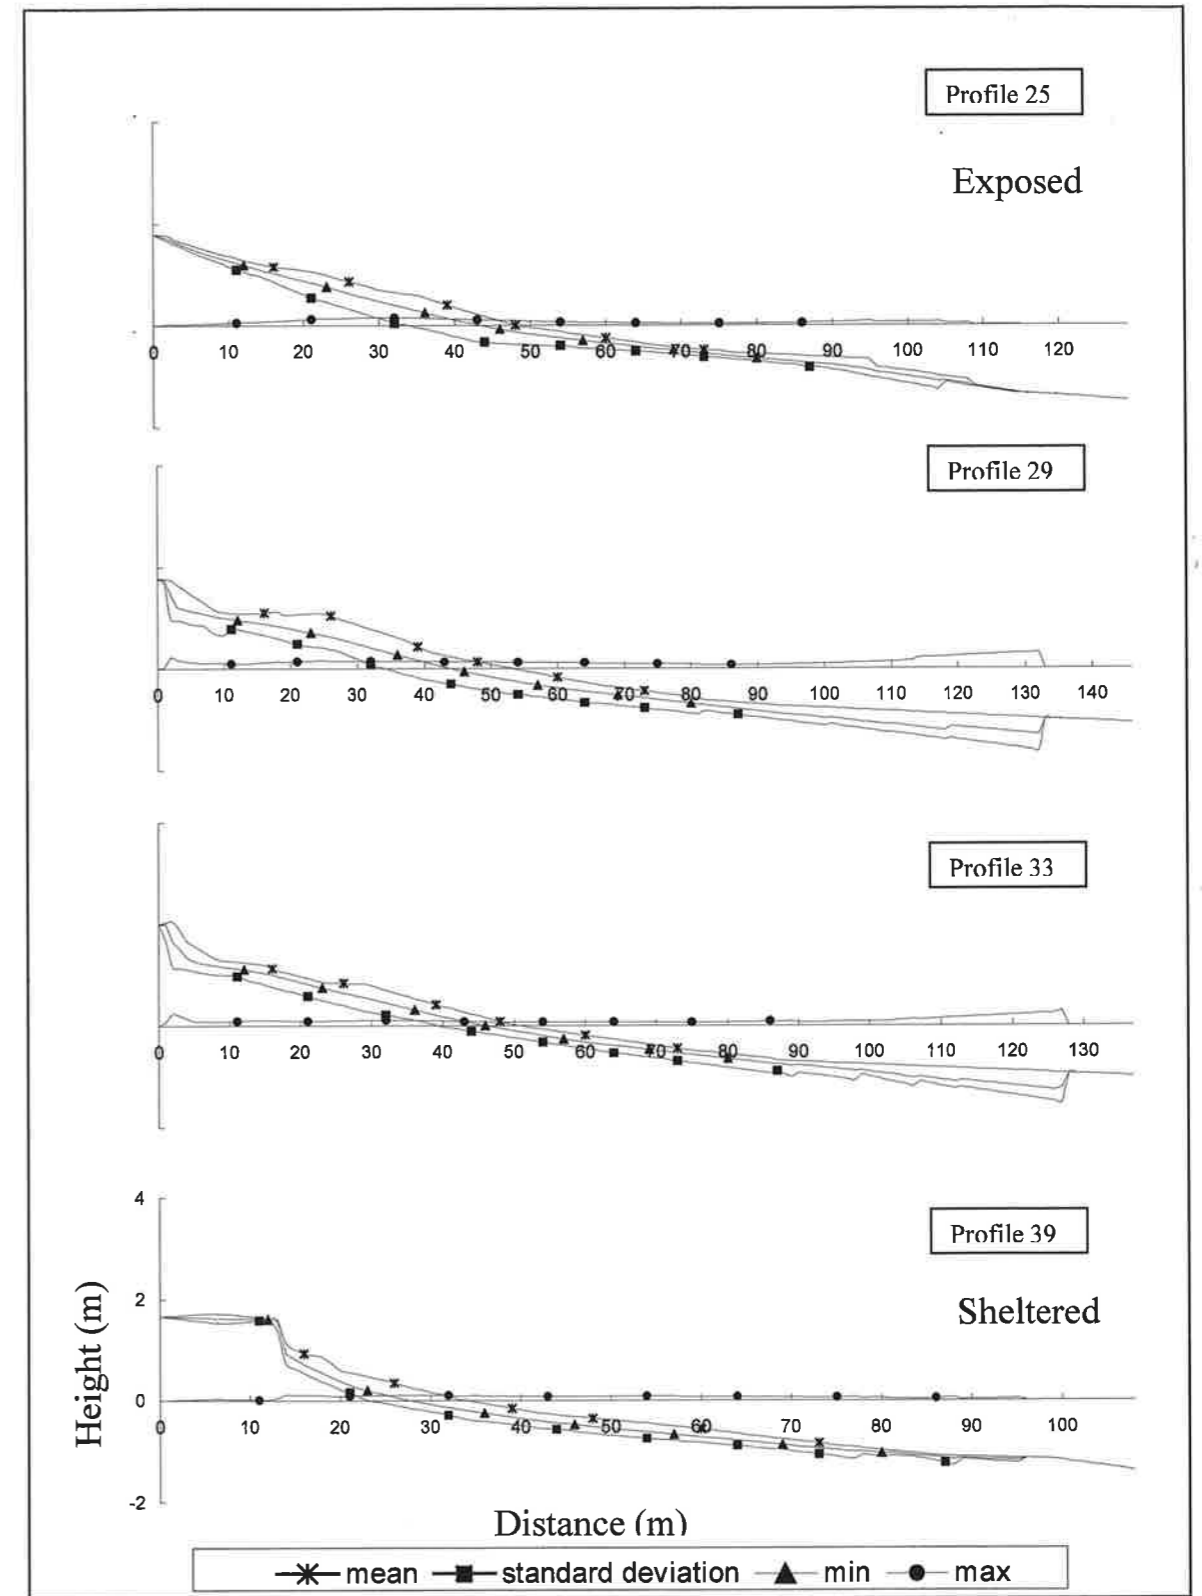 Profile 25
Exposed
0 10 20 30 40 50 60 70 80 90 100 110 120
Profile 29
0 10 20 30 40 50 60 70 80 90 100 110 120 130 140
Profile 33
0 10 20 30 40 50 60 70 80 90 100 110 120 130
4
Profile 39
2
Sheltered
Height (m)
0
0 10 20 30 40 50 60 70 80 90 100
-2
Distance (m)
mean standard deviation min max